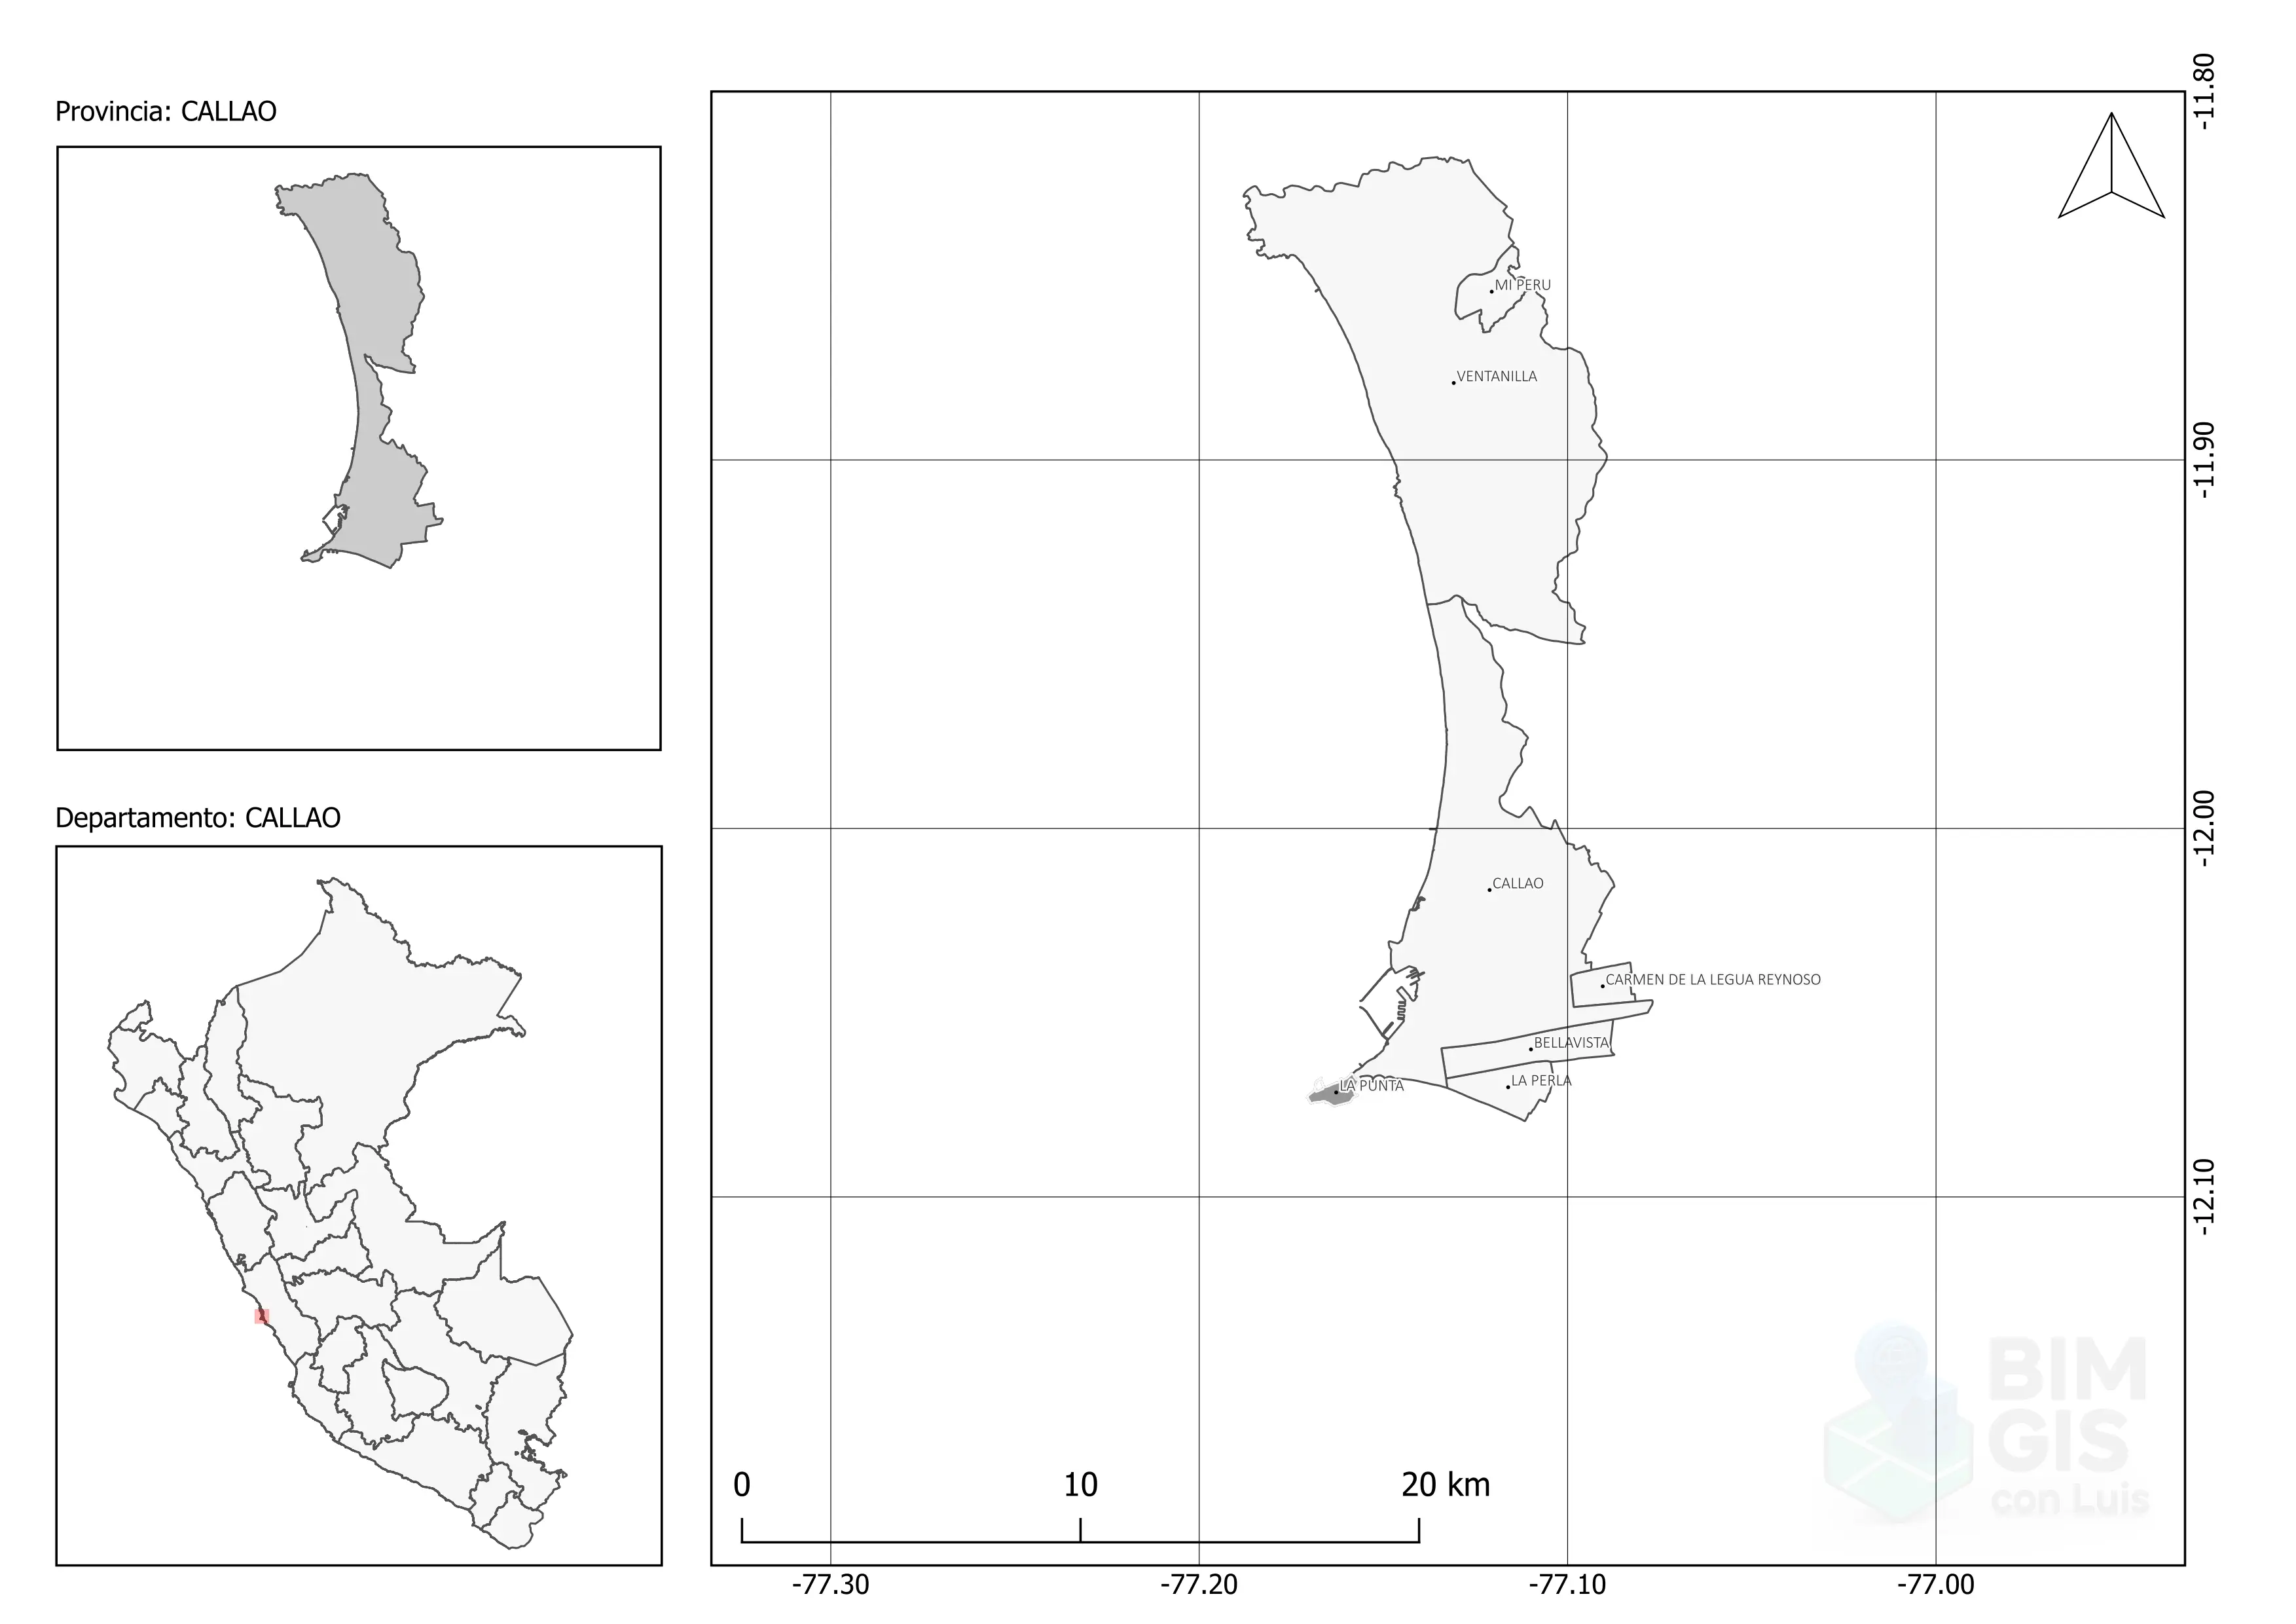 Provincia: CALLAO
Departamento: CALLAO
MI PERU
VENTANILLA
CALLAO
CARMEN DE LA LEGUA REYNOSO
BELLAVISTA
LA PERLA
LA PUNTA
-11.80
-11.90
-12.00
-12.10
0 10 20 km
-77.30 -77.20 -77.10 -77.00
BIM
GIS
con Luis